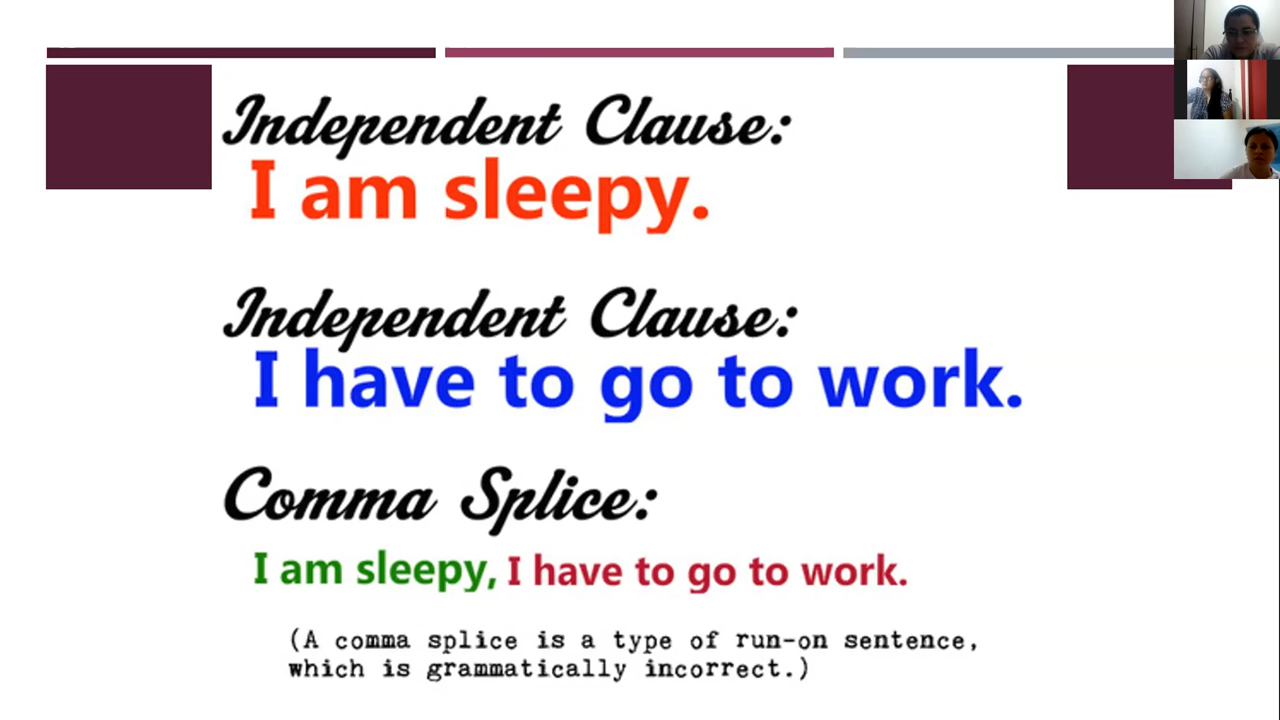 Independent Clause:
I am sleepy.
Independent Clause:
I have to go to work.
Comma Splice:
I am sleepy, I have to go to work.
(A comma splice is a type of run-on sentence,
which is grammatically incorrect.)